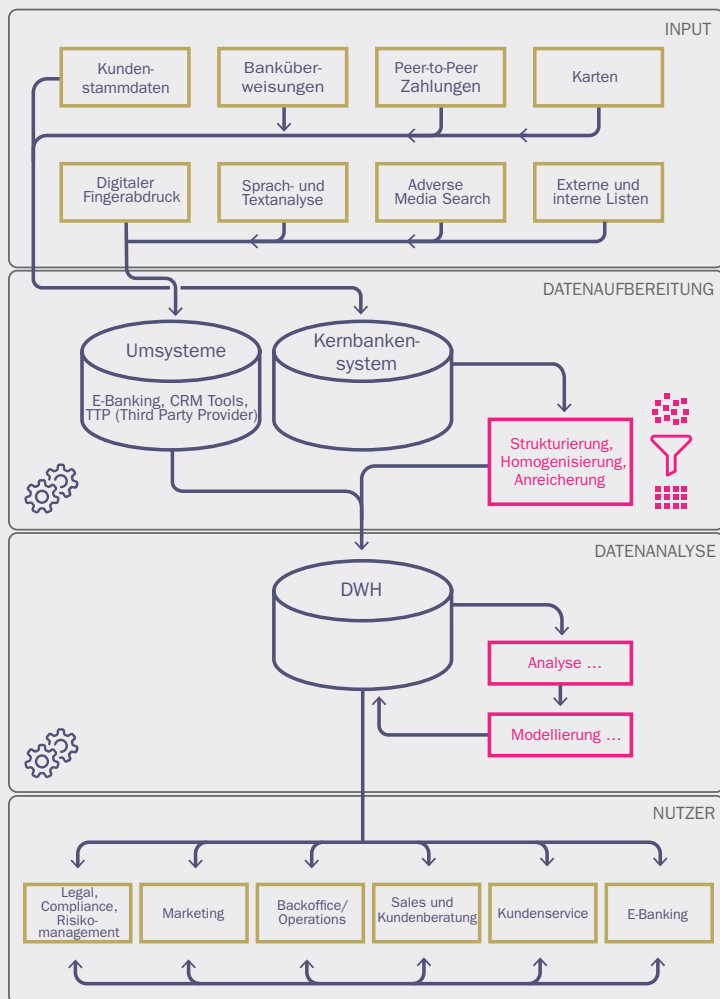 INPUT
Kunden-
stammdaten
Banküber-
weisungen
Peer-to-Peer
Zahlungen
Karten
Digitaler
Fingerabdruck
Sprach- und
Textanalyse
Adverse
Media Search
Externe und
interne Listen
DATENAUFBEREITUNG
Umsysteme
E-Banking, CRM Tools,
TTP (Third Party Provider)
Kernbanken-
system
Strukturierung,
Homogenisierung,
Anreicherung
DATENANALYSE
DWH
Analyse ...
Modellierung ...
NUTZER
Legal,
Compliance,
Risiko-
management
Marketing
Backoffice/
Operations
Sales und
Kundenberatung
Kundenservice
E-Banking